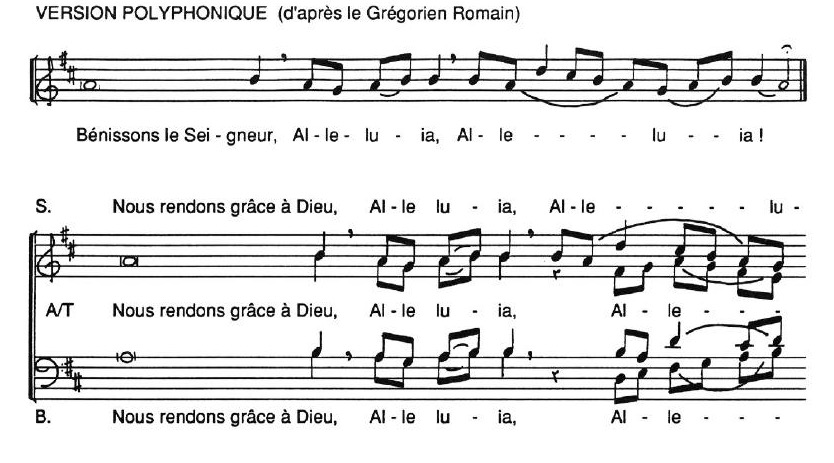 VERSION POLYPHONIQUE (d'après le Grégorien Romain)
Bénissons le Sei - gneur, Al - le - lu - ia, Al - le - - - - lu - - ia !
S. Nous rendons grâce à Dieu, Al - le lu - ia, Al - le - - - - - lu -
A/T Nous rendons grâce à Dieu, Al - le lu - ia, Al - le - - -
B. Nous rendons grâce à Dieu, Al - le lu - ia, Al - le - - -